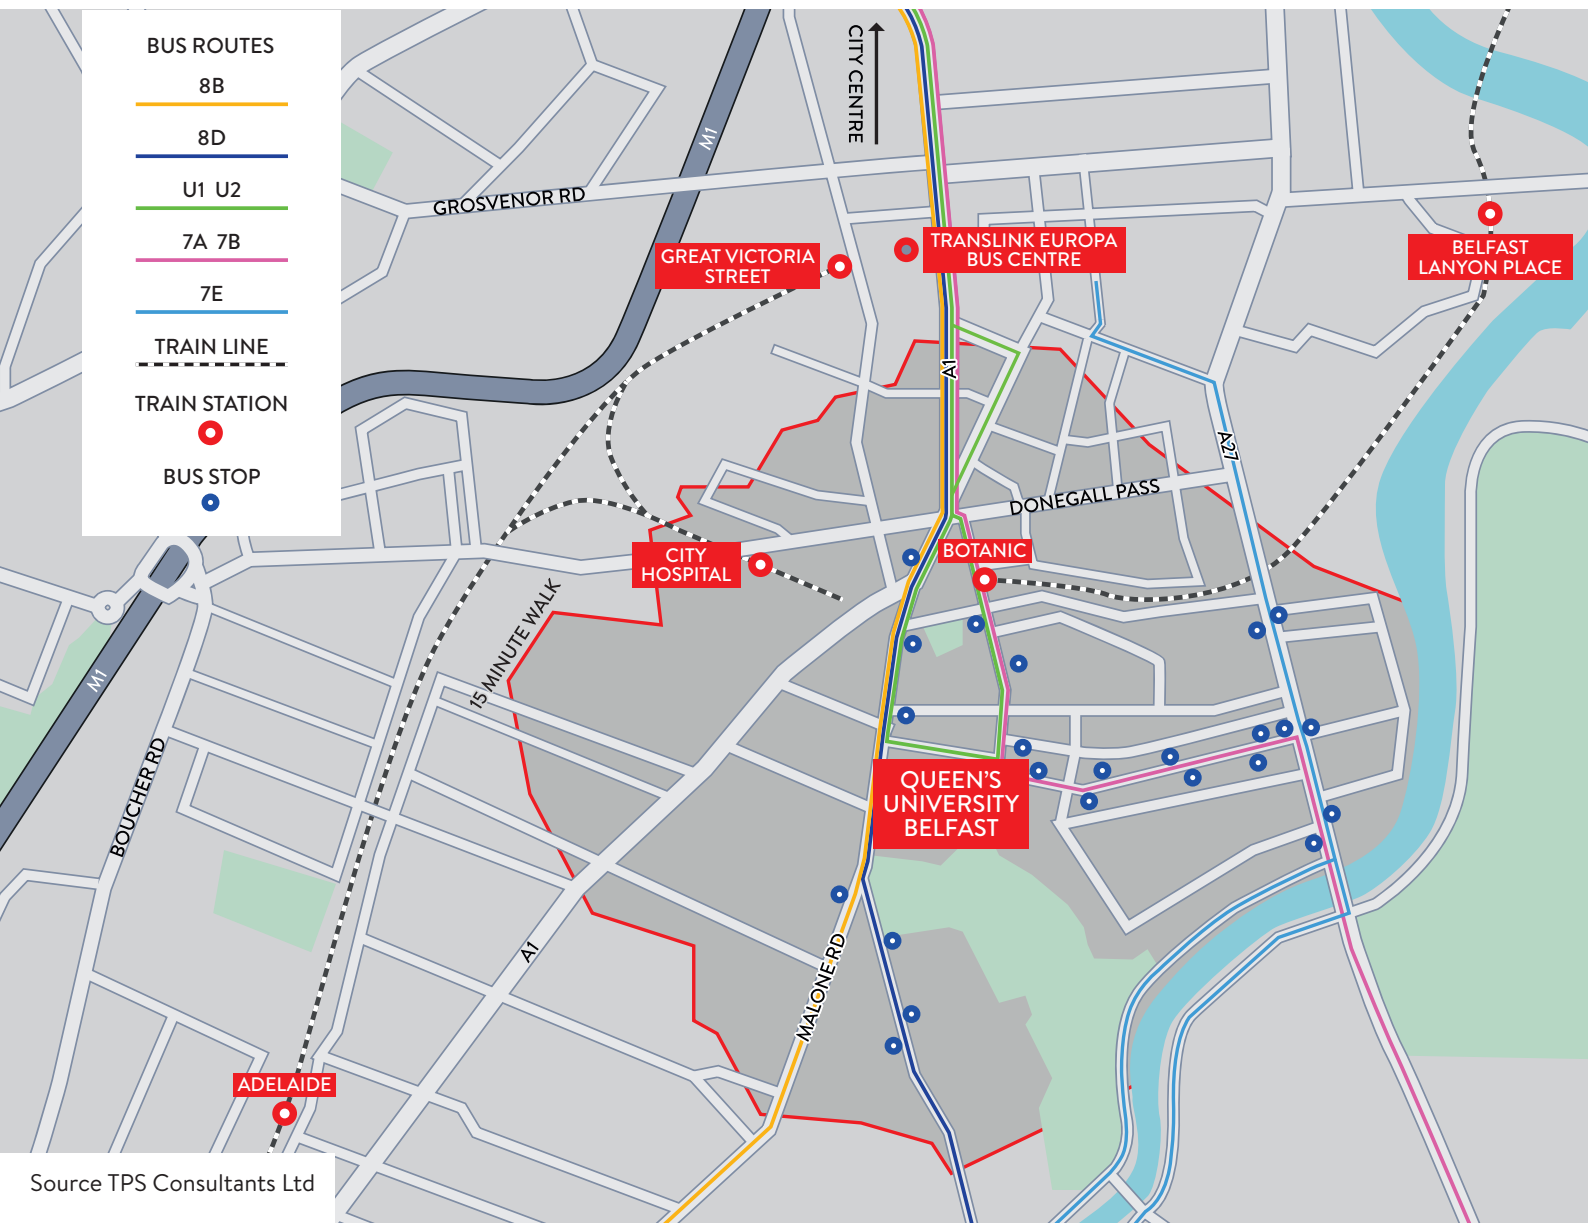 BUS ROUTES
8B
8D
U1 U2
7A 7B
7E
TRAIN LINE
TRAIN STATION
BUS STOP
CITY CENTRE
M1
GROSVENOR RD
GREAT VICTORIA
STREET
TRANSLINK EUROPA
BUS CENTRE
BELFAST
LANYON PLACE
A1
A27
DONEGALL PASS
CITY
HOSPITAL
BOTANIC
15 MINUTE WALK
M1
BOUCHER RD
QUEEN'S
UNIVERSITY
BELFAST
A1
MALONE RD
ADELAIDE
Source TPS Consultants Ltd